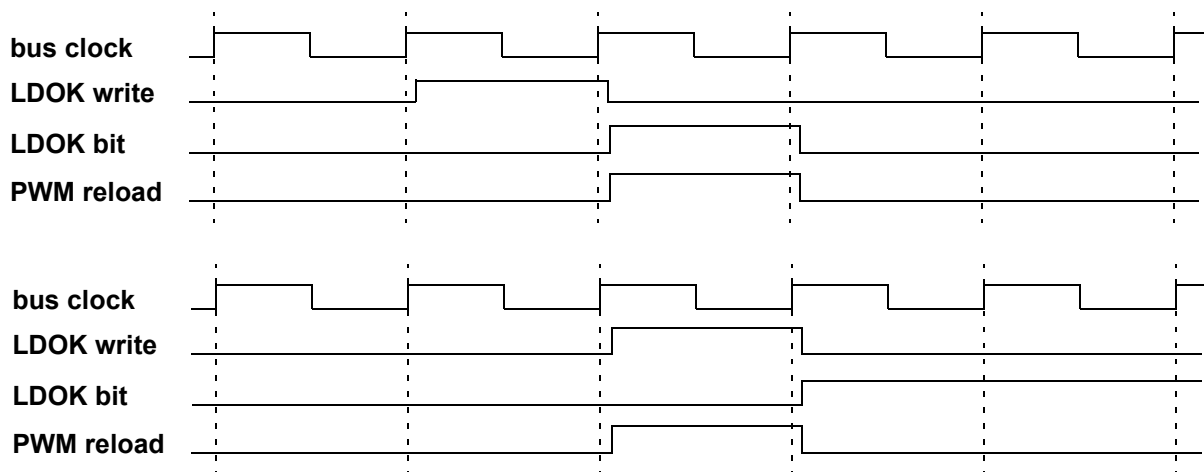 bus clock
LDOK write
LDOK bit
PWM reload
bus clock
LDOK write
LDOK bit
PWM reload